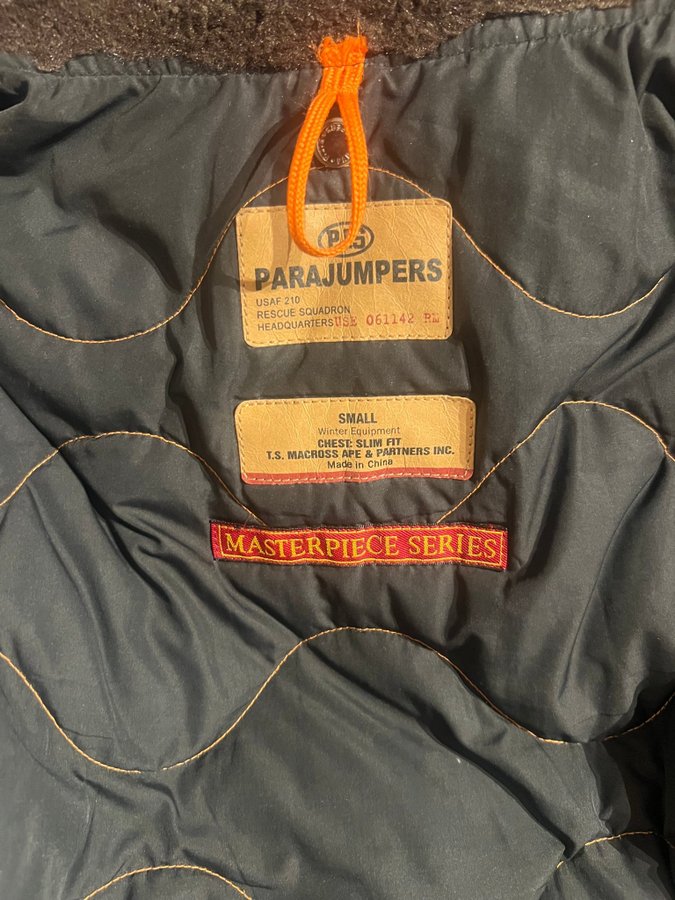 PJS
PARAJUMPERS
USAF 210
RESCUE SQUADRON
HEADQUARTERS USE 061142 RM
SMALL
Winter Equipment
CHEST: SLIM FIT
T.S. MACROSS APE & PARTNERS INC.
Made in China
MASTERPIECE SERIES